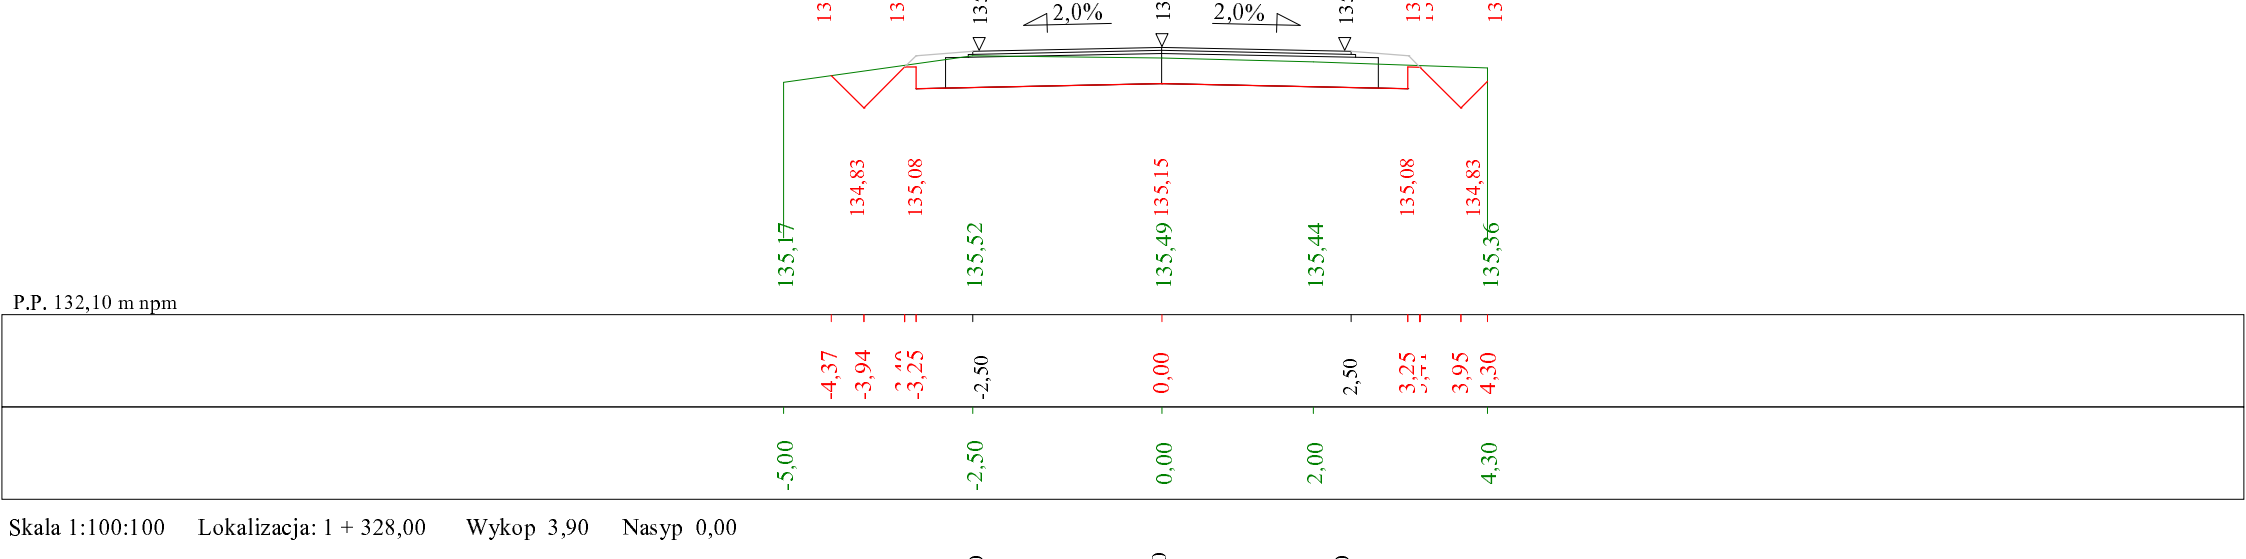 2,0% 2,0%
134,83 135,08 135,15 135,08 134,83
135,17 135,52 135,49 135,44 135,36
P.P. 132,10 m npm
-4,37 -3,94 -3,25 -2,50 0,00 2,50 3,25 3,95 4,30
-5,00 -2,50 0,00 2,00 4,30
Skala 1:100:100 Lokalizacja: 1 + 328,00 Wykop 3,90 Nasyp 0,00